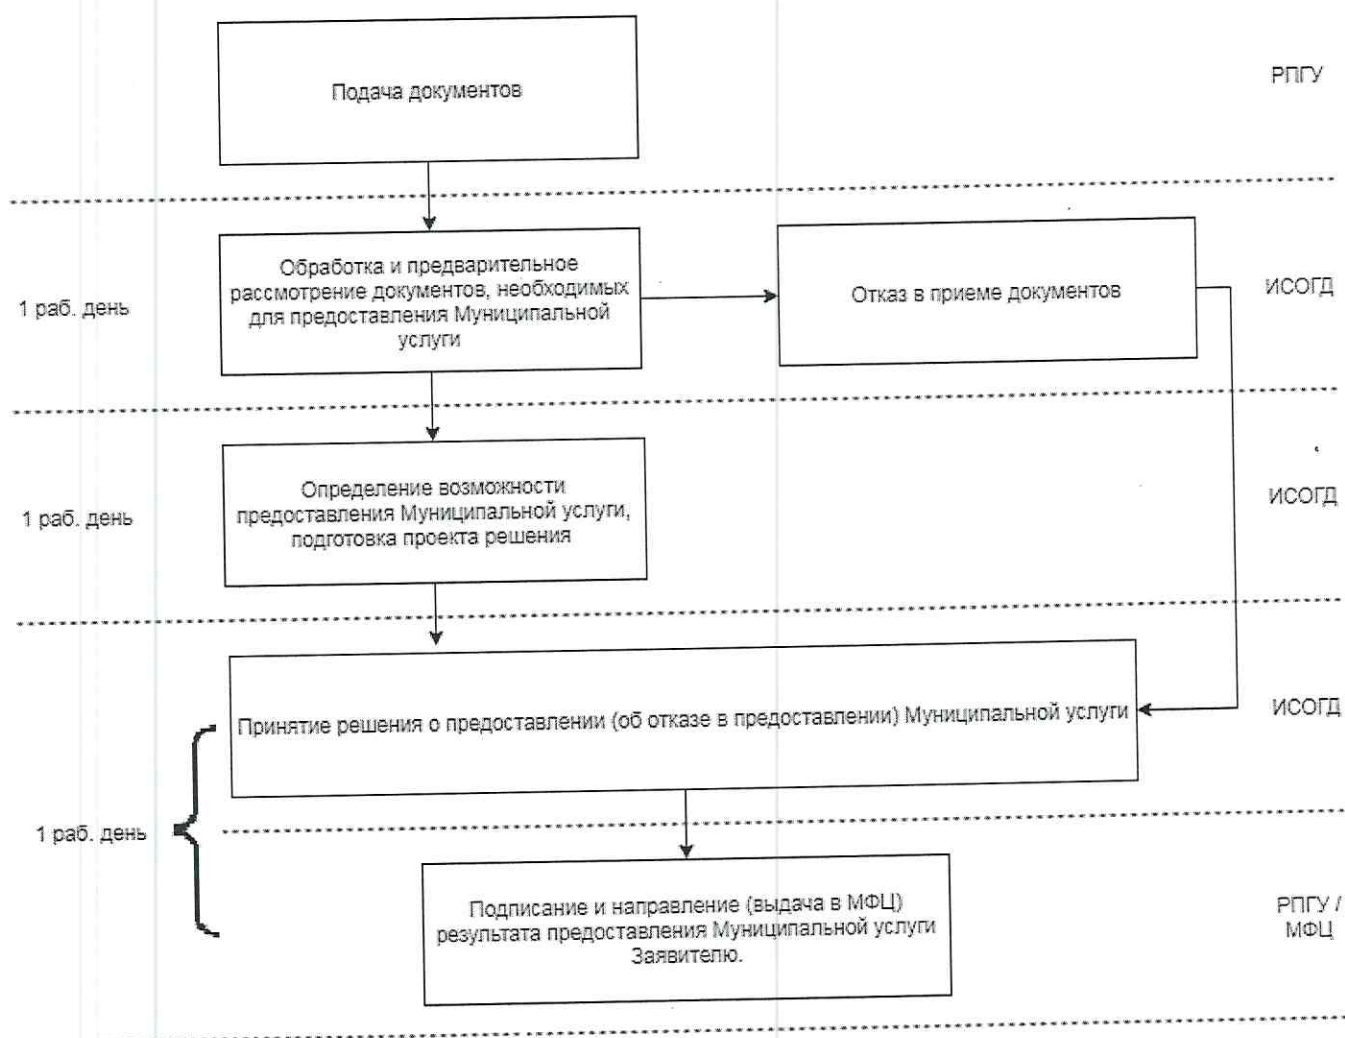 Подача документов
РПГУ
1 раб. день
Обработка и предварительное
рассмотрение документов, необходимых
для предоставления Муниципальной
услуги
Отказ в приеме документов
ИСОГД
1 раб. день
Определение возможности
предоставления Муниципальной услуги,
подготовка проекта решения
ИСОГД
Принятие решения о предоставлении (об отказе в предоставлении) Муниципальной услуги
ИСОГД
1 раб. день
Подписание и направление (выдача в МФЦ)
результата предоставления Муниципальной услуги
Заявителю.
РПГУ /
МФЦ